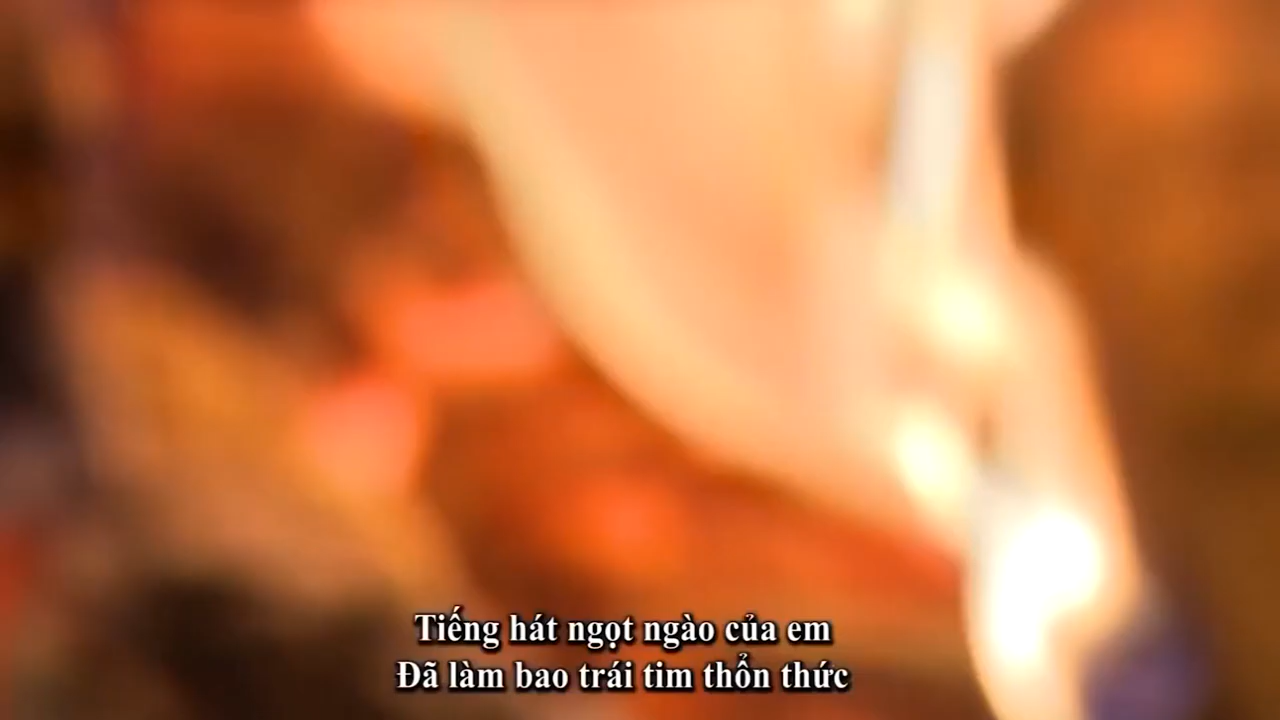 Tiếng hát ngọt ngào của em
Đã làm bao trái tim thổn thức